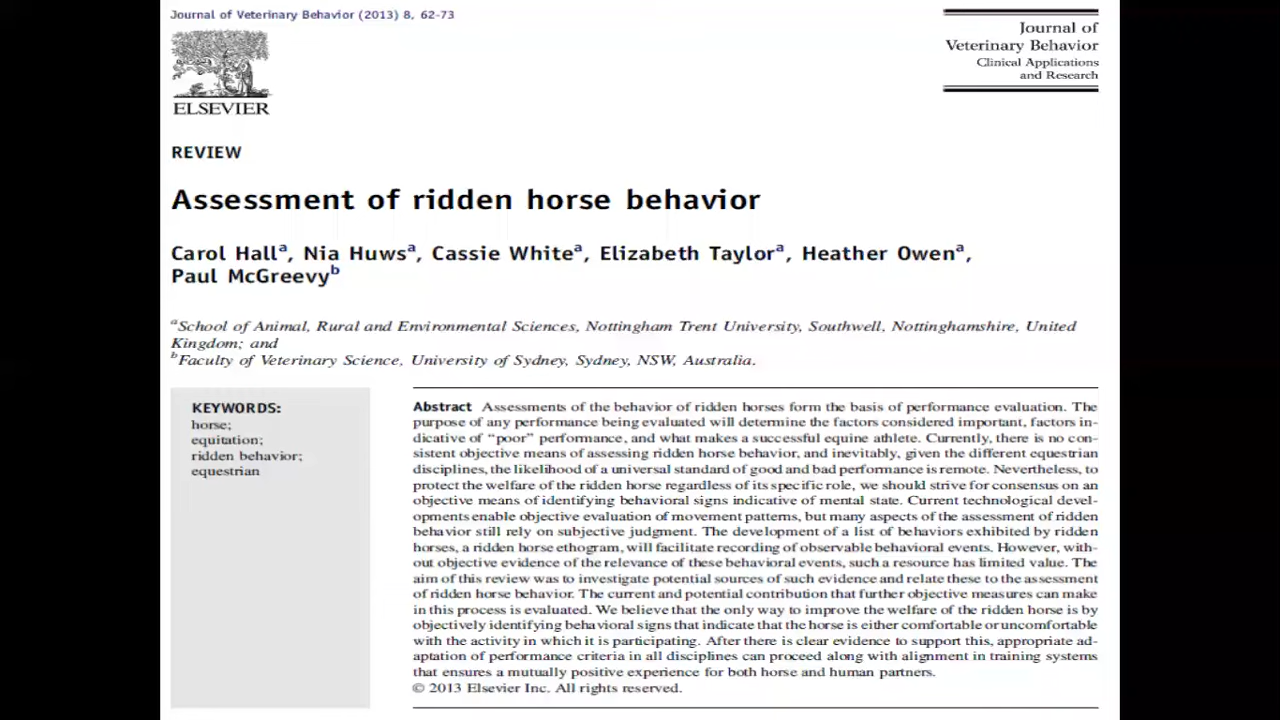 Journal of Veterinary Behavior (2013) 8, 62-73
Journal of
Veterinary Behavior
Clinical Applications
and Research
ELSEVIER
REVIEW
Assessment of ridden horse behavior
Carol Hallᵃ, Nia Huwsᵃ, Cassie Whiteᵃ, Elizabeth Taylorᵃ, Heather Owenᵃ,
Paul McGreevyᵇ
ᵃSchool of Animal, Rural and Environmental Sciences, Nottingham Trent University, Southwell, Nottinghamshire, United
Kingdom; and
ᵇFaculty of Veterinary Science, University of Sydney, Sydney, NSW, Australia.
KEYWORDS:
horse;
equitation;
ridden behavior;
equestrian
Abstract Assessments of the behavior of ridden horses form the basis of performance evaluation. The
purpose of any performance being evaluated will determine the factors considered important, factors in-
dicative of “poor” performance, and what makes a successful equine athlete. Currently, there is no con-
sistent objective means of assessing ridden horse behavior, and inevitably, given the different equestrian
disciplines, the likelihood of a universal standard of good and bad performance is remote. Nevertheless, to
protect the welfare of the ridden horse regardless of its specific role, we should strive for consensus on an
objective means of identifying behavioral signs indicative of mental state. Current technological devel-
opments enable objective evaluation of movement patterns, but many aspects of the assessment of ridden
behavior still rely on subjective judgment. The development of a list of behaviors exhibited by ridden
horses, a ridden horse ethogram, will facilitate recording of observable behavioral events. However, with-
out objective evidence of the relevance of these behavioral events, such a resource has limited value. The
aim of this review was to investigate potential sources of such evidence and relate these to the assessment
of ridden horse behavior. The current and potential contribution that further objective measures can make
in this process is evaluated. We believe that the only way to improve the welfare of the ridden horse is by
objectively identifying behavioral signs that indicate that the horse is either comfortable or uncomfortable
with the activity in which it is participating. After there is clear evidence to support this, appropriate ad-
aptation of performance criteria in all disciplines can proceed along with alignment in training systems
that ensures a mutually positive experience for both horse and human partners.
© 2013 Elsevier Inc. All rights reserved.